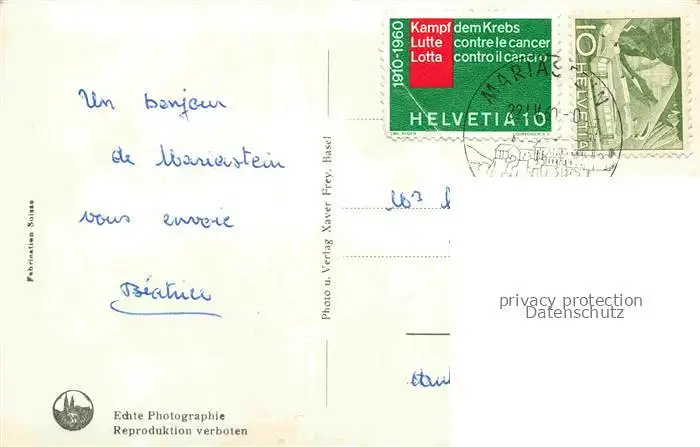 1910-1960
Kampf dem Krebs
Lutte contre le cancer
Lotta contro il cancro
HELVETIA 10
10 HELVETIA
Un bonjour
de Mariastein
vous envoie
Béatrice
Fabrication Suisse
Photo u. Verlag Xaver Frey, Basel
privacy protection
Datenschutz
Echte Photographie
Reproduktion verboten